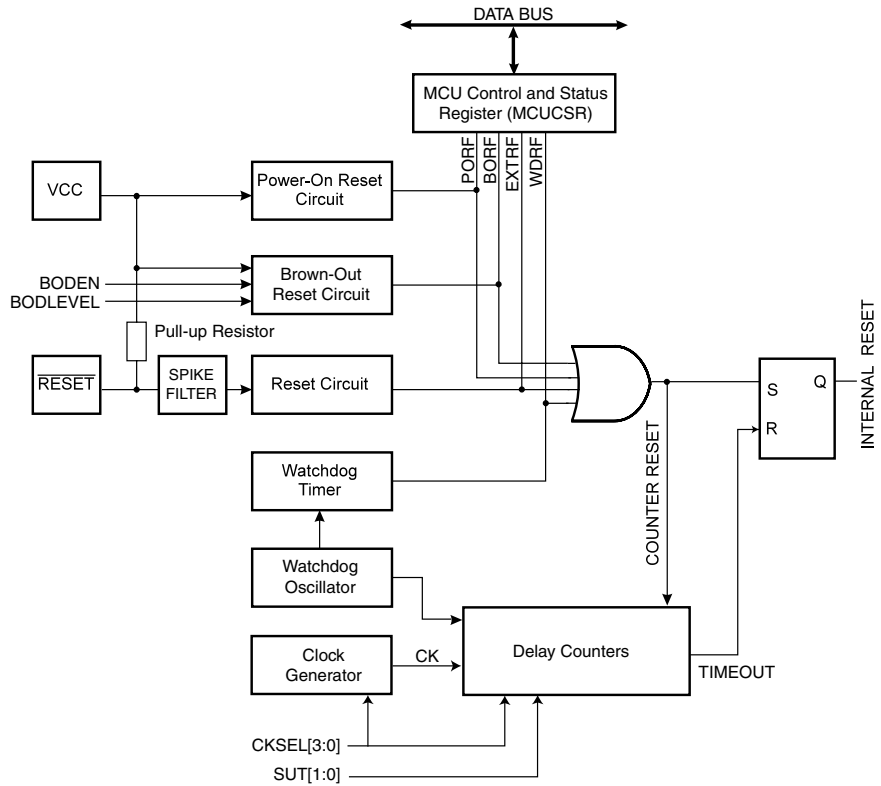 DATA BUS
MCU Control and Status
Register (MCUCSR)
PORF
BORF
EXTRF
WDRF
VCC
Power-On Reset
Circuit
BODEN
BODLEVEL
Brown-Out
Reset Circuit
Pull-up Resistor
RESET
SPIKE
FILTER
Reset Circuit
S
Q
R
INTERNAL RESET
COUNTER RESET
Watchdog
Timer
Watchdog
Oscillator
Clock
Generator
CK
Delay Counters
TIMEOUT
CKSEL[3:0]
SUT[1:0]